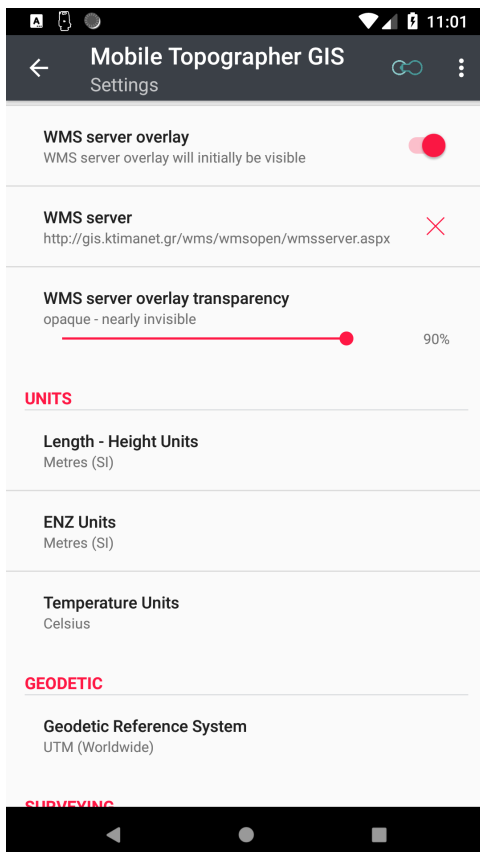 11:01
Mobile Topographer GIS
Settings
WMS server overlay
WMS server overlay will initially be visible
WMS server
http://gis.ktimanet.gr/wms/wmsopen/wmsserver.aspx
WMS server overlay transparency
opaque - nearly invisible
90%
UNITS
Length - Height Units
Metres (SI)
ENZ Units
Metres (SI)
Temperature Units
Celsius
GEODETIC
Geodetic Reference System
UTM (Worldwide)
SURVEYING